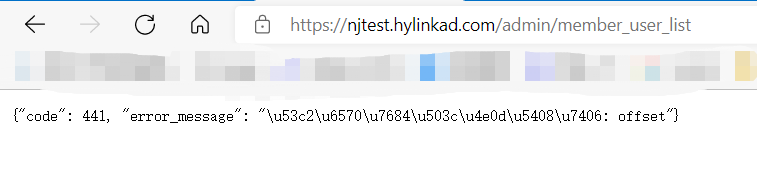 https://njtest.hylinkad.com/admin/member_user_list
{"code": 441, "error_message": "\u53c2\u6570\u7684\u503c\u4e0d\u5408\u7406: offset"}